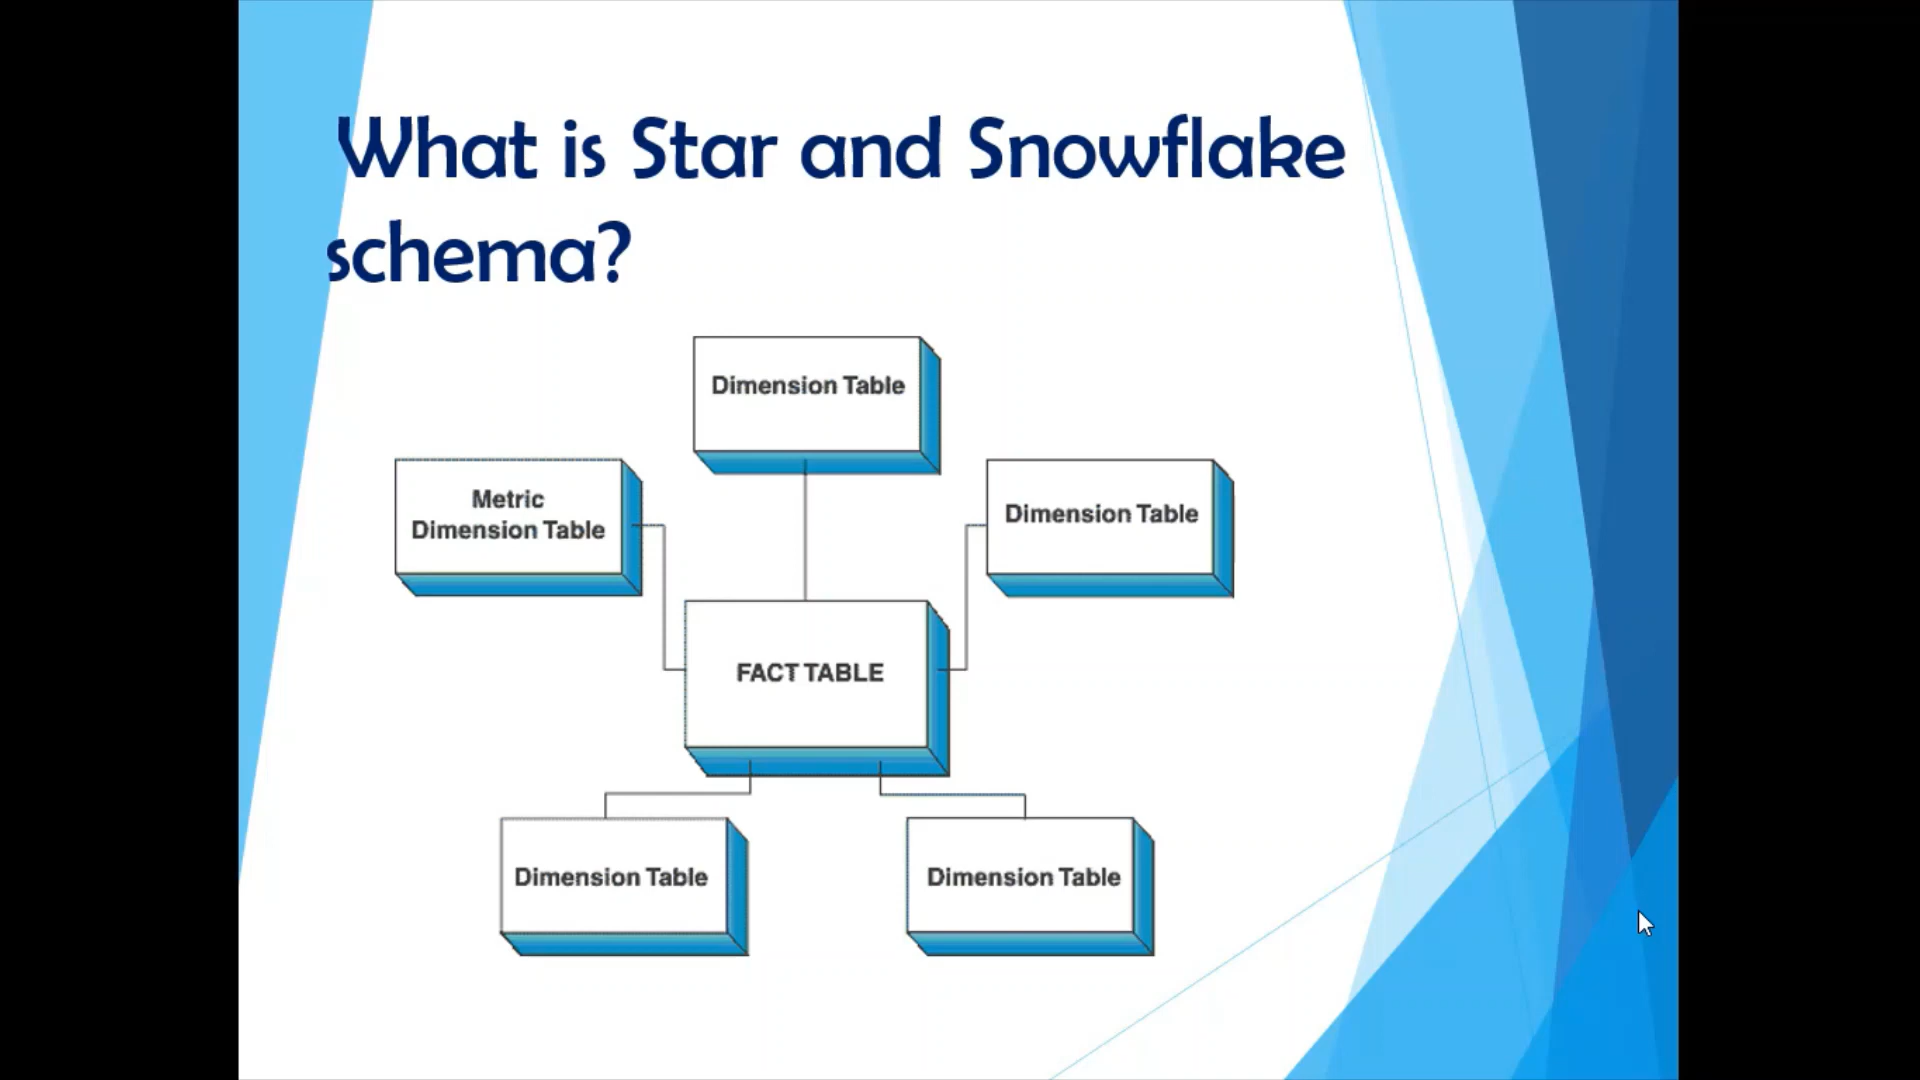 What is Star and Snowflake
schema?
Dimension Table
Metric
Dimension Table
Dimension Table
FACT TABLE
Dimension Table
Dimension Table